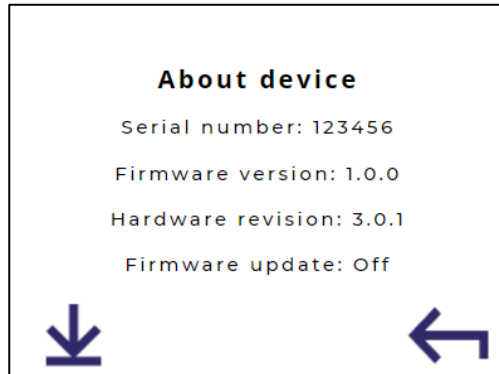 About device
Serial number: 123456
Firmware version: 1.0.0
Hardware revision: 3.0.1
Firmware update: Off